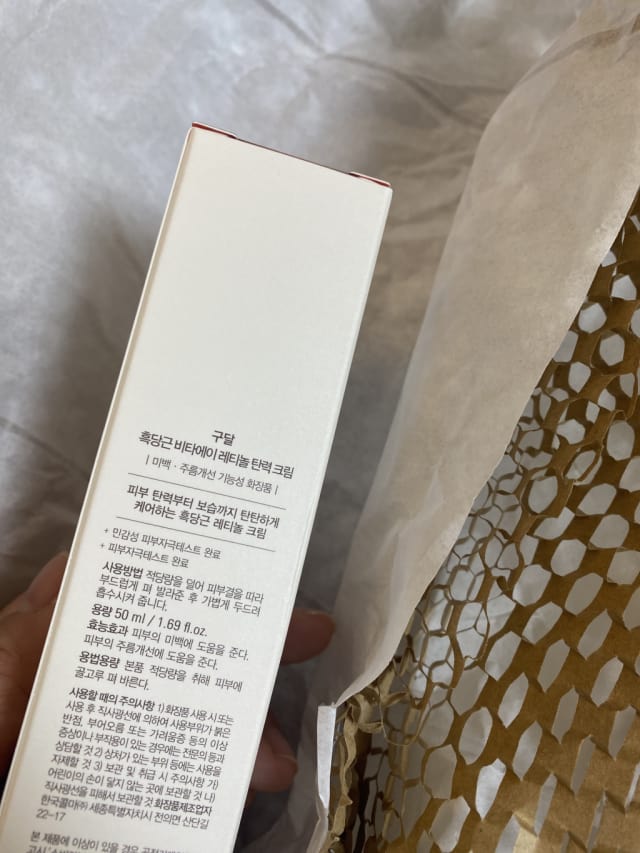 구달
흑당근 비타에이 레티놀 탄력 크림
| 미백 · 주름개선 기능성 화장품 |
피부 탄력부터 보습까지 탄탄하게
케어하는 흑당근 레티놀 크림
+ 민감성 피부자극테스트 완료
+ 피부자극테스트 완료
사용방법 적당량을 덜어 피부결을 따라
부드럽게 펴 발라준 후 가볍게 두드려
흡수시켜 줍니다.
용량 50 ml / 1.69 fl.oz.
효능효과 피부의 미백에 도움을 준다.
피부의 주름개선에 도움을 준다.
용법용량 본품 적당량을 취해 피부에
골고루 펴 바른다.
사용할 때의 주의사항 1) 화장품 사용 시 또는
사용 후 직사광선에 의하여 사용부위가 붉은
반점, 부어오름 또는 가려움증 등의 이상
증상이나 부작용이 있는 경우에는 전문의 등과
상담할 것 2) 상처가 있는 부위 등에는 사용을
자제할 것 3) 보관 및 취급 시 주의사항 가)
어린이의 손이 닿지 않는 곳에 보관할 것 나)
직사광선을 피해서 보관할 것 화장품제조업자
한국콜마㈜ 세종특별자치시 전의면 산단길
22-17
본 제품에 이상이 있을 경우